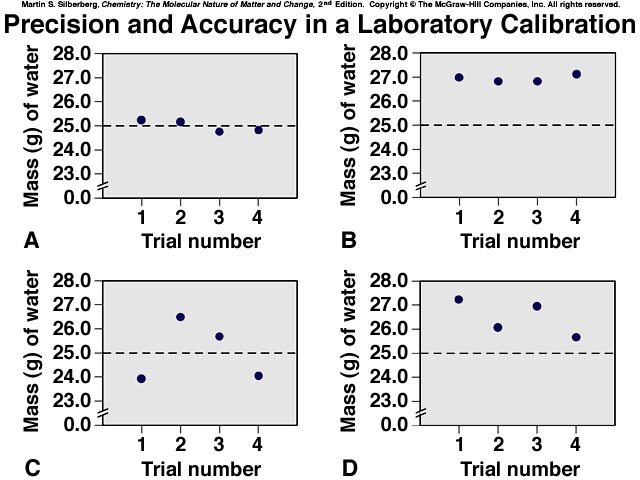 Martin S. Silberberg, Chemistry: The Molecular Nature of Matter and Change, 2nd Edition. Copyright © The McGraw-Hill Companies, Inc. All rights reserved.
Precision and Accuracy in a Laboratory Calibration
Mass (g) of water
28.0
27.0
26.0
25.0
24.0
23.0
0.0
1 2 3 4
A Trial number
Mass (g) of water
28.0
27.0
26.0
25.0
24.0
23.0
0.0
1 2 3 4
B Trial number
Mass (g) of water
28.0
27.0
26.0
25.0
24.0
23.0
0.0
1 2 3 4
C Trial number
Mass (g) of water
28.0
27.0
26.0
25.0
24.0
23.0
0.0
1 2 3 4
D Trial number